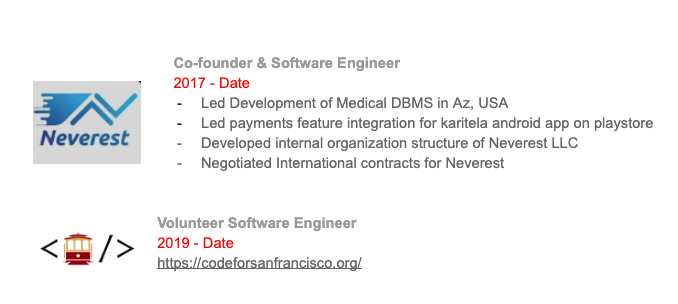 Co-founder & Software Engineer
2017 - Date
- Led Development of Medical DBMS in Az, USA
- Led payments feature integration for karitela android app on playstore
- Developed internal organization structure of Neverest LLC
- Negotiated International contracts for Neverest
Neverest
Volunteer Software Engineer
2019 - Date
https://codeforsanfrancisco.org/
< />